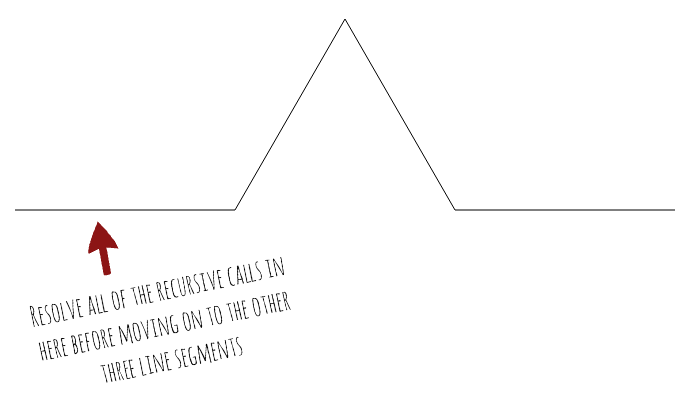 Resolve all of the recursive calls in
here before moving on to the other
three line segments